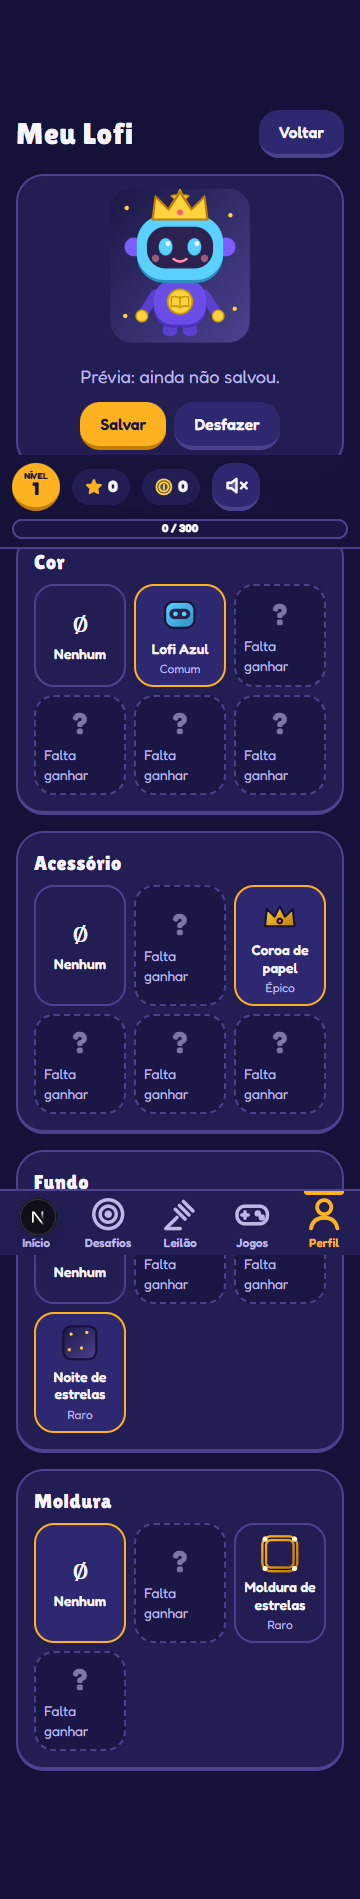 Meu Lofi
Voltar
Prévia: ainda não salvou.
Salvar
Desfazer
NÍVEL
1
0
0
0 / 300
Cor
Ø
Nenhum
Lofi Azul
Comum
?
Falta
ganhar
?
Falta
ganhar
?
Falta
ganhar
?
Falta
ganhar
Acessório
Ø
Nenhum
?
Falta
ganhar
Coroa de
papel
Épico
?
Falta
ganhar
?
Falta
ganhar
?
Falta
ganhar
Fundo
N
Início
Desafios
Leilão
Jogos
Perfil
Nenhum
Falta
ganhar
Falta
ganhar
Noite de
estrelas
Raro
Moldura
Ø
Nenhum
?
Falta
ganhar
Moldura de
estrelas
Raro
?
Falta
ganhar